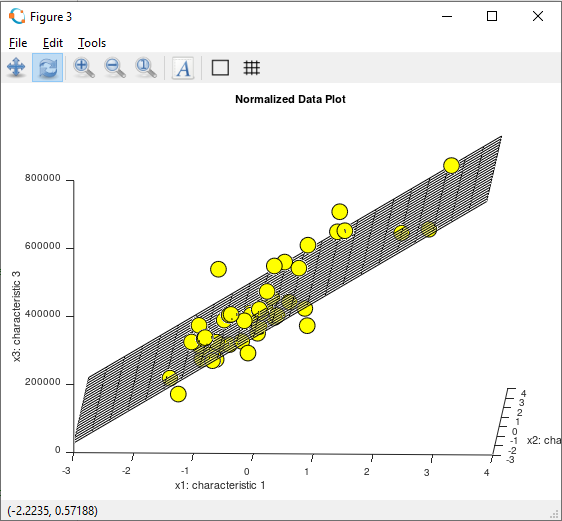 Figure 3
File Edit Tools
A
Normalized Data Plot
800000
600000
400000
200000
0
x3: characteristic 3
-3 -2 -1 0 1 2 3 4
x1: characteristic 1
4
3
2
1
0
-1
-2
-3
x2: cha
(-2.2235, 0.57188)